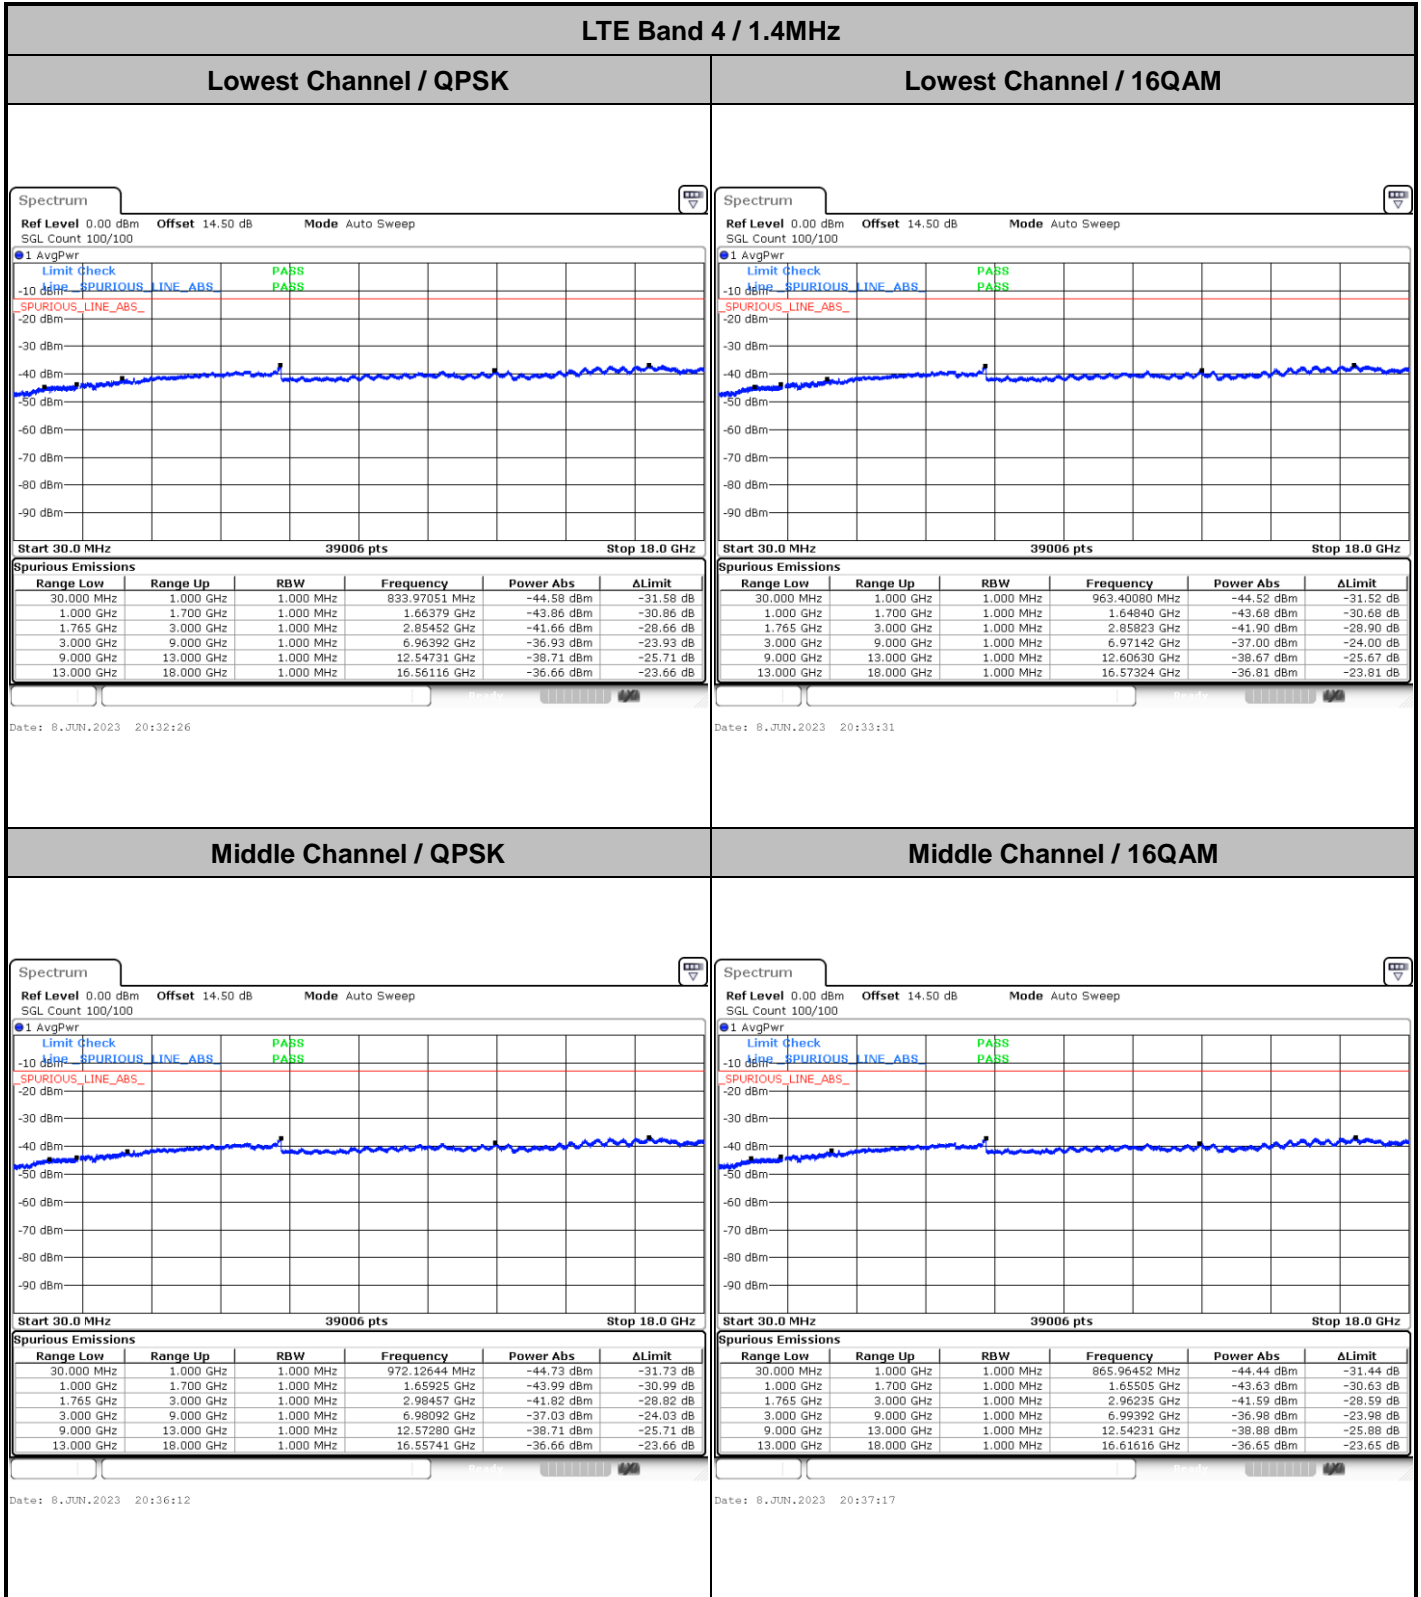 LTE Band 4 / 1.4MHz
Lowest Channel / QPSK
Lowest Channel / 16QAM
Spectrum
Ref Level 0.00 dBm Offset 14.50 dB Mode Auto Sweep
SGL Count 100/100
1 AvgPwr
Limit Check PASS
Line _SPURIOUS_LINE_ABS_ PASS
-10 dBm
_SPURIOUS_LINE_ABS_
-20 dBm
-30 dBm
-40 dBm
-50 dBm
-60 dBm
-70 dBm
-80 dBm
-90 dBm
Start 30.0 MHz 39006 pts Stop 18.0 GHz
Spurious Emissions
Range Low Range Up RBW Frequency Power Abs ΔLimit
30.000 MHz 1.000 GHz 1.000 MHz 833.97051 MHz -44.58 dBm -31.58 dB
1.000 GHz 1.700 GHz 1.000 MHz 1.66379 GHz -43.86 dBm -30.86 dB
1.765 GHz 3.000 GHz 1.000 MHz 2.85452 GHz -41.66 dBm -28.66 dB
3.000 GHz 9.000 GHz 1.000 MHz 6.96392 GHz -36.93 dBm -23.93 dB
9.000 GHz 13.000 GHz 1.000 MHz 12.54731 GHz -38.71 dBm -25.71 dB
13.000 GHz 18.000 GHz 1.000 MHz 16.56116 GHz -36.66 dBm -23.66 dB
Ready
Date: 8.JUN.2023 20:32:26
Spectrum
Ref Level 0.00 dBm Offset 14.50 dB Mode Auto Sweep
SGL Count 100/100
1 AvgPwr
Limit Check PASS
Line _SPURIOUS_LINE_ABS_ PASS
-10 dBm
_SPURIOUS_LINE_ABS_
-20 dBm
-30 dBm
-40 dBm
-50 dBm
-60 dBm
-70 dBm
-80 dBm
-90 dBm
Start 30.0 MHz 39006 pts Stop 18.0 GHz
Spurious Emissions
Range Low Range Up RBW Frequency Power Abs ΔLimit
30.000 MHz 1.000 GHz 1.000 MHz 963.40080 MHz -44.52 dBm -31.52 dB
1.000 GHz 1.700 GHz 1.000 MHz 1.64840 GHz -43.68 dBm -30.68 dB
1.765 GHz 3.000 GHz 1.000 MHz 2.85823 GHz -41.90 dBm -28.90 dB
3.000 GHz 9.000 GHz 1.000 MHz 6.97142 GHz -37.00 dBm -24.00 dB
9.000 GHz 13.000 GHz 1.000 MHz 12.60630 GHz -38.67 dBm -25.67 dB
13.000 GHz 18.000 GHz 1.000 MHz 16.57324 GHz -36.81 dBm -23.81 dB
Ready
Date: 8.JUN.2023 20:33:31
Middle Channel / QPSK
Middle Channel / 16QAM
Spectrum
Ref Level 0.00 dBm Offset 14.50 dB Mode Auto Sweep
SGL Count 100/100
1 AvgPwr
Limit Check PASS
Line _SPURIOUS_LINE_ABS_ PASS
-10 dBm
_SPURIOUS_LINE_ABS_
-20 dBm
-30 dBm
-40 dBm
-50 dBm
-60 dBm
-70 dBm
-80 dBm
-90 dBm
Start 30.0 MHz 39006 pts Stop 18.0 GHz
Spurious Emissions
Range Low Range Up RBW Frequency Power Abs ΔLimit
30.000 MHz 1.000 GHz 1.000 MHz 972.12644 MHz -44.73 dBm -31.73 dB
1.000 GHz 1.700 GHz 1.000 MHz 1.65925 GHz -43.99 dBm -30.99 dB
1.765 GHz 3.000 GHz 1.000 MHz 2.98457 GHz -41.82 dBm -28.82 dB
3.000 GHz 9.000 GHz 1.000 MHz 6.98092 GHz -37.03 dBm -24.03 dB
9.000 GHz 13.000 GHz 1.000 MHz 12.57280 GHz -38.71 dBm -25.71 dB
13.000 GHz 18.000 GHz 1.000 MHz 16.55741 GHz -36.66 dBm -23.66 dB
Ready
Date: 8.JUN.2023 20:36:12
Spectrum
Ref Level 0.00 dBm Offset 14.50 dB Mode Auto Sweep
SGL Count 100/100
1 AvgPwr
Limit Check PASS
Line _SPURIOUS_LINE_ABS_ PASS
-10 dBm
_SPURIOUS_LINE_ABS_
-20 dBm
-30 dBm
-40 dBm
-50 dBm
-60 dBm
-70 dBm
-80 dBm
-90 dBm
Start 30.0 MHz 39006 pts Stop 18.0 GHz
Spurious Emissions
Range Low Range Up RBW Frequency Power Abs ΔLimit
30.000 MHz 1.000 GHz 1.000 MHz 865.96452 MHz -44.44 dBm -31.44 dB
1.000 GHz 1.700 GHz 1.000 MHz 1.65505 GHz -43.63 dBm -30.63 dB
1.765 GHz 3.000 GHz 1.000 MHz 2.96235 GHz -41.59 dBm -28.59 dB
3.000 GHz 9.000 GHz 1.000 MHz 6.99392 GHz -36.98 dBm -23.98 dB
9.000 GHz 13.000 GHz 1.000 MHz 12.54231 GHz -38.88 dBm -25.88 dB
13.000 GHz 18.000 GHz 1.000 MHz 16.61616 GHz -36.65 dBm -23.65 dB
Ready
Date: 8.JUN.2023 20:37:17